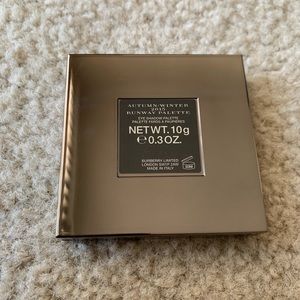 AUTUMN/WINTER
2015
RUNWAY PALETTE
EYE SHADOW PALETTE
PALETTE FARDS A PAUPIÈRES
NET WT. 10g
℮ 0.3 OZ.
BURBERRY LIMITED
LONDON SW1P 2AW
MADE IN ITALY